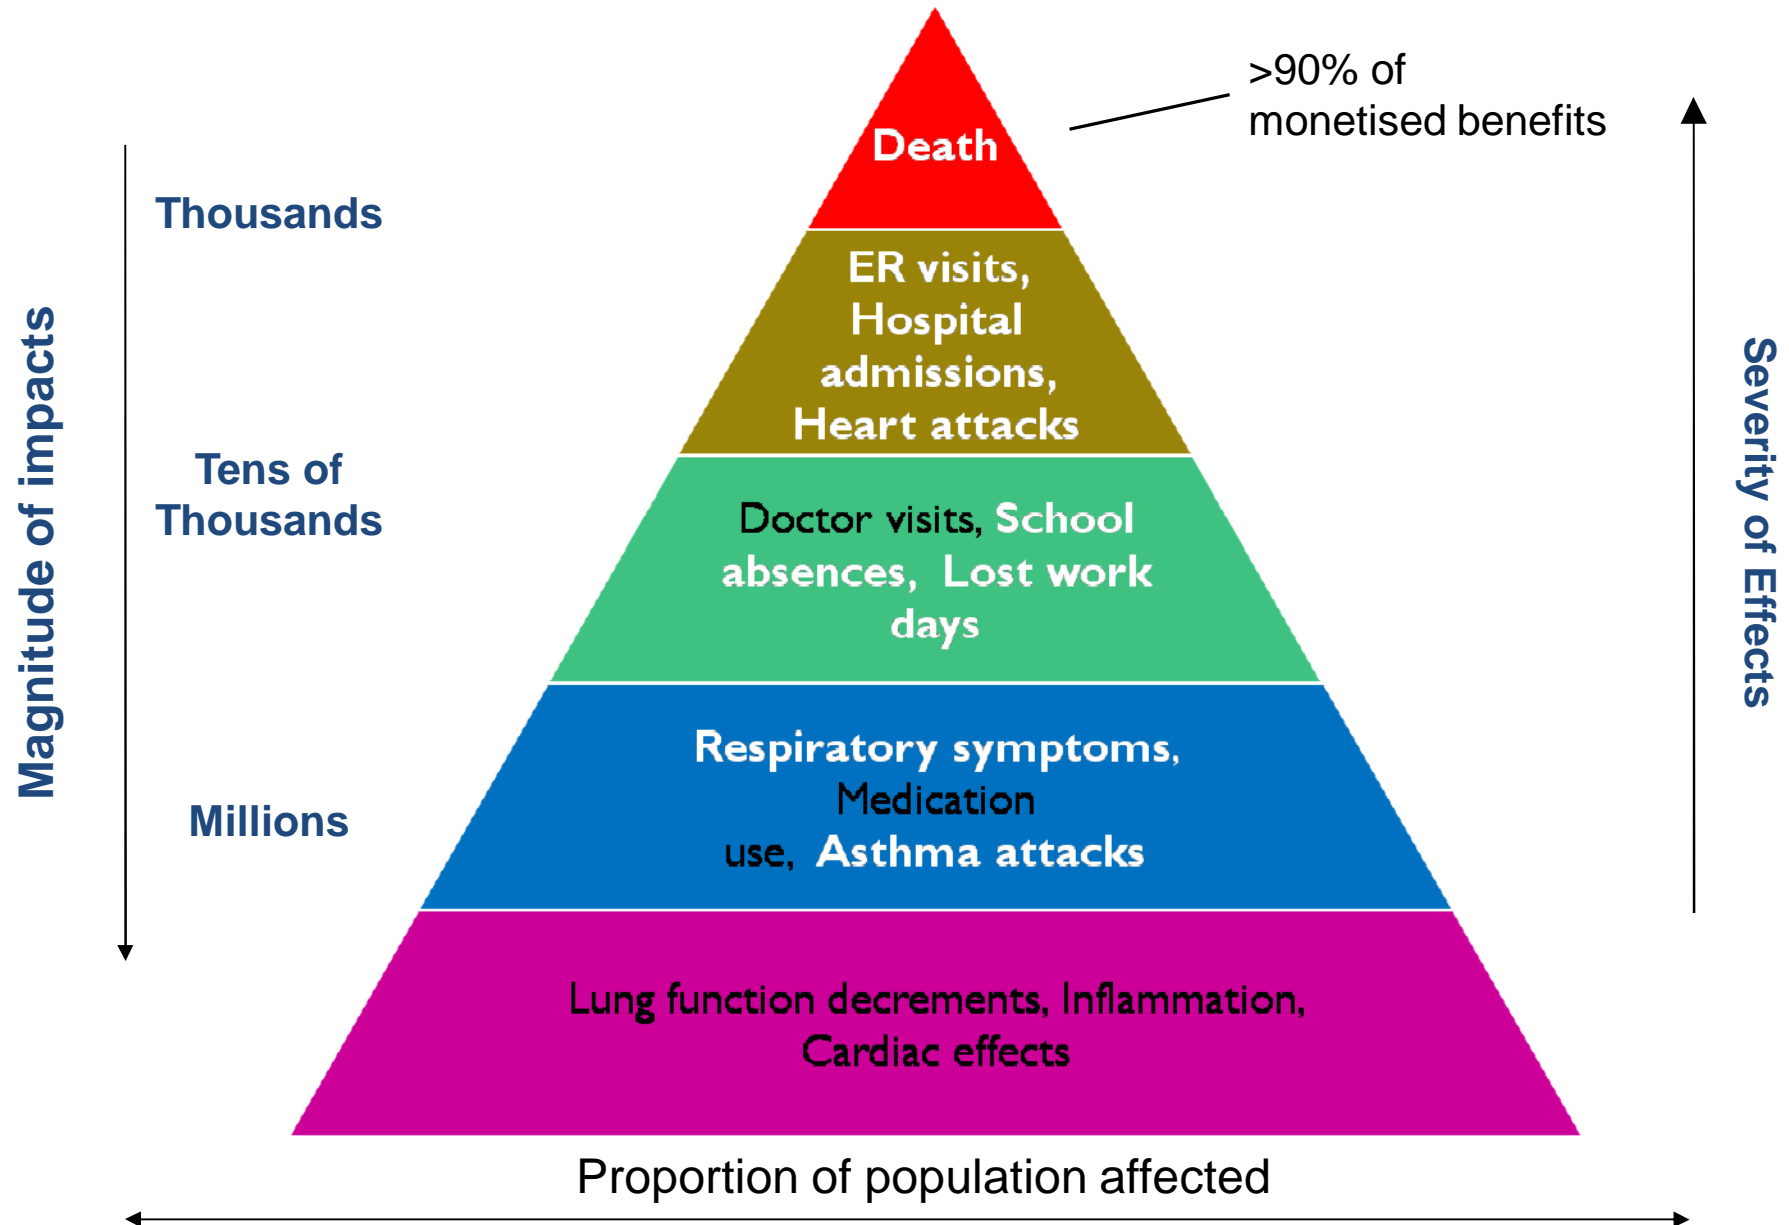 >90% of
monetised benefits
Death
Thousands
ER visits,
Hospital
admissions,
Heart attacks
Magnitude of impacts
Severity of Effects
Tens of
Thousands
Doctor visits, School
absences, Lost work
days
Respiratory symptoms,
Medication
use, Asthma attacks
Millions
Lung function decrements, Inflammation,
Cardiac effects
Proportion of population affected